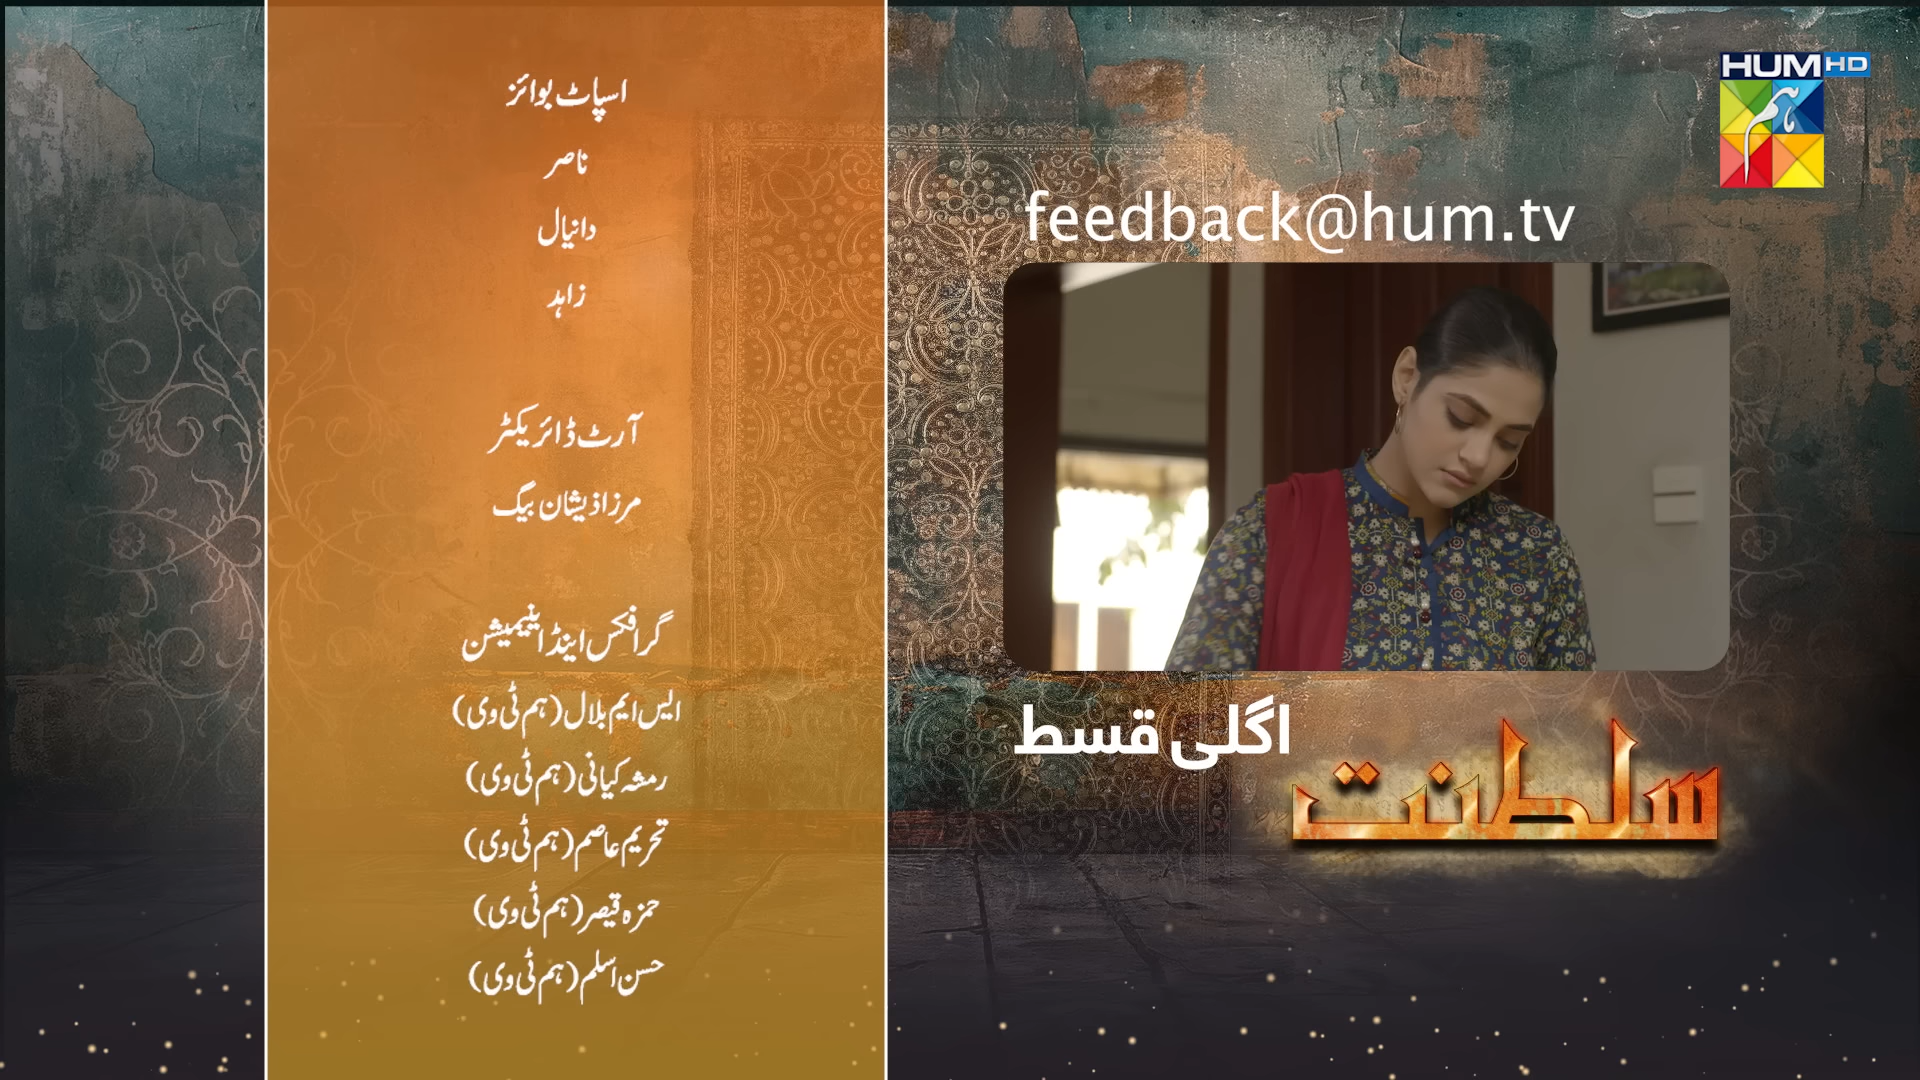 اسپاٹ بوائز
ناصر
دانیال
زاہد
آرٹ ڈائریکٹر
مرزا ذیشان بیگ
گرافکس اینڈ اینیمیشن
ایس ایم بلال (ہم ٹی وی)
رمشہ کیانی (ہم ٹی وی)
تحریم عاصم (ہم ٹی وی)
حمزہ قیصر (ہم ٹی وی)
حسن اسلم (ہم ٹی وی)
HUM HD
ہم
feedback@hum.tv
اگلی قسط
سلطنت